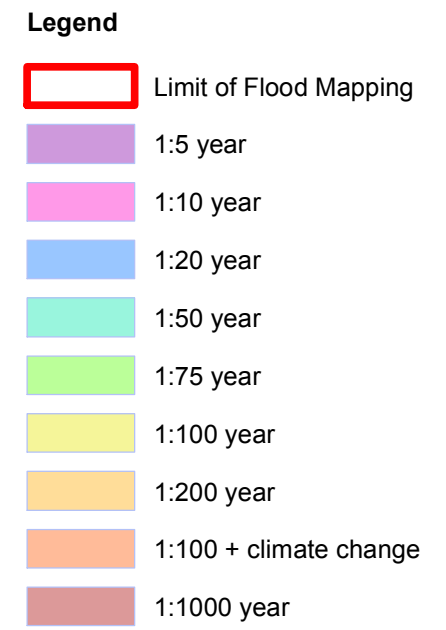 Legend
Limit of Flood Mapping
1:5 year
1:10 year
1:20 year
1:50 year
1:75 year
1:100 year
1:200 year
1:100 + climate change
1:1000 year